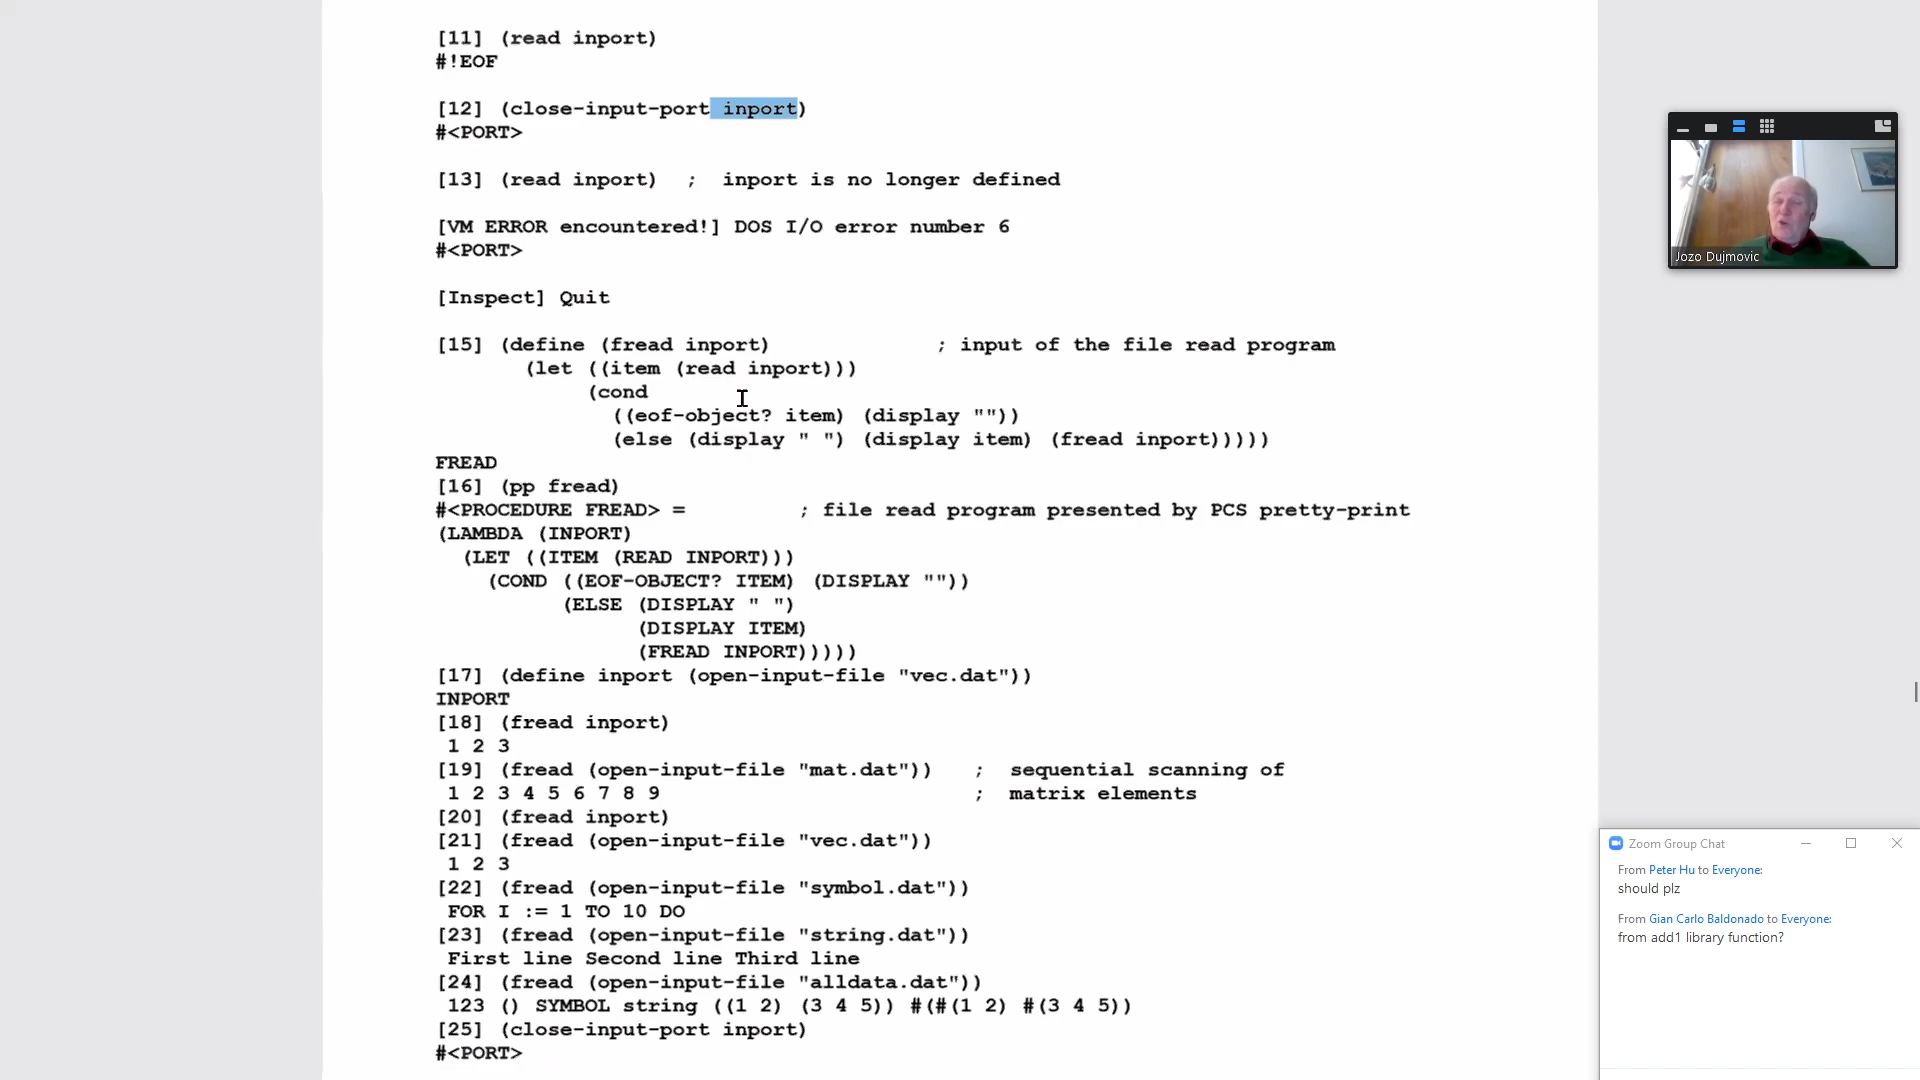 [11] (read inport)
#!EOF
[12] (close-input-port inport)
#<PORT>
[13] (read inport)  ;  inport is no longer defined
[VM ERROR encountered!] DOS I/O error number 6
#<PORT>
[Inspect] Quit
[15] (define (fread inport)             ; input of the file read program
       (let ((item (read inport)))
            (cond
              ((eof-object? item) (display ""))
              (else (display " ") (display item) (fread inport)))))
FREAD
[16] (pp fread)
#<PROCEDURE FREAD> =         ; file read program presented by PCS pretty-print
(LAMBDA (INPORT)
  (LET ((ITEM (READ INPORT)))
    (COND ((EOF-OBJECT? ITEM) (DISPLAY ""))
          (ELSE (DISPLAY " ")
                (DISPLAY ITEM)
                (FREAD INPORT)))))
[17] (define inport (open-input-file "vec.dat"))
INPORT
[18] (fread inport)
 1 2 3
[19] (fread (open-input-file "mat.dat"))   ;  sequential scanning of
 1 2 3 4 5 6 7 8 9                         ;  matrix elements
[20] (fread inport)
[21] (fread (open-input-file "vec.dat"))
 1 2 3
[22] (fread (open-input-file "symbol.dat"))
 FOR I := 1 TO 10 DO
[23] (fread (open-input-file "string.dat"))
 First line Second line Third line
[24] (fread (open-input-file "alldata.dat"))
 123 () SYMBOL string ((1 2) (3 4 5)) #(#(1 2) #(3 4 5))
[25] (close-input-port inport)
#<PORT>
Jozo Dujmovic
Zoom Group Chat
From Peter Hu to Everyone:
should plz
From Gian Carlo Baldonado to Everyone:
from add1 library function?